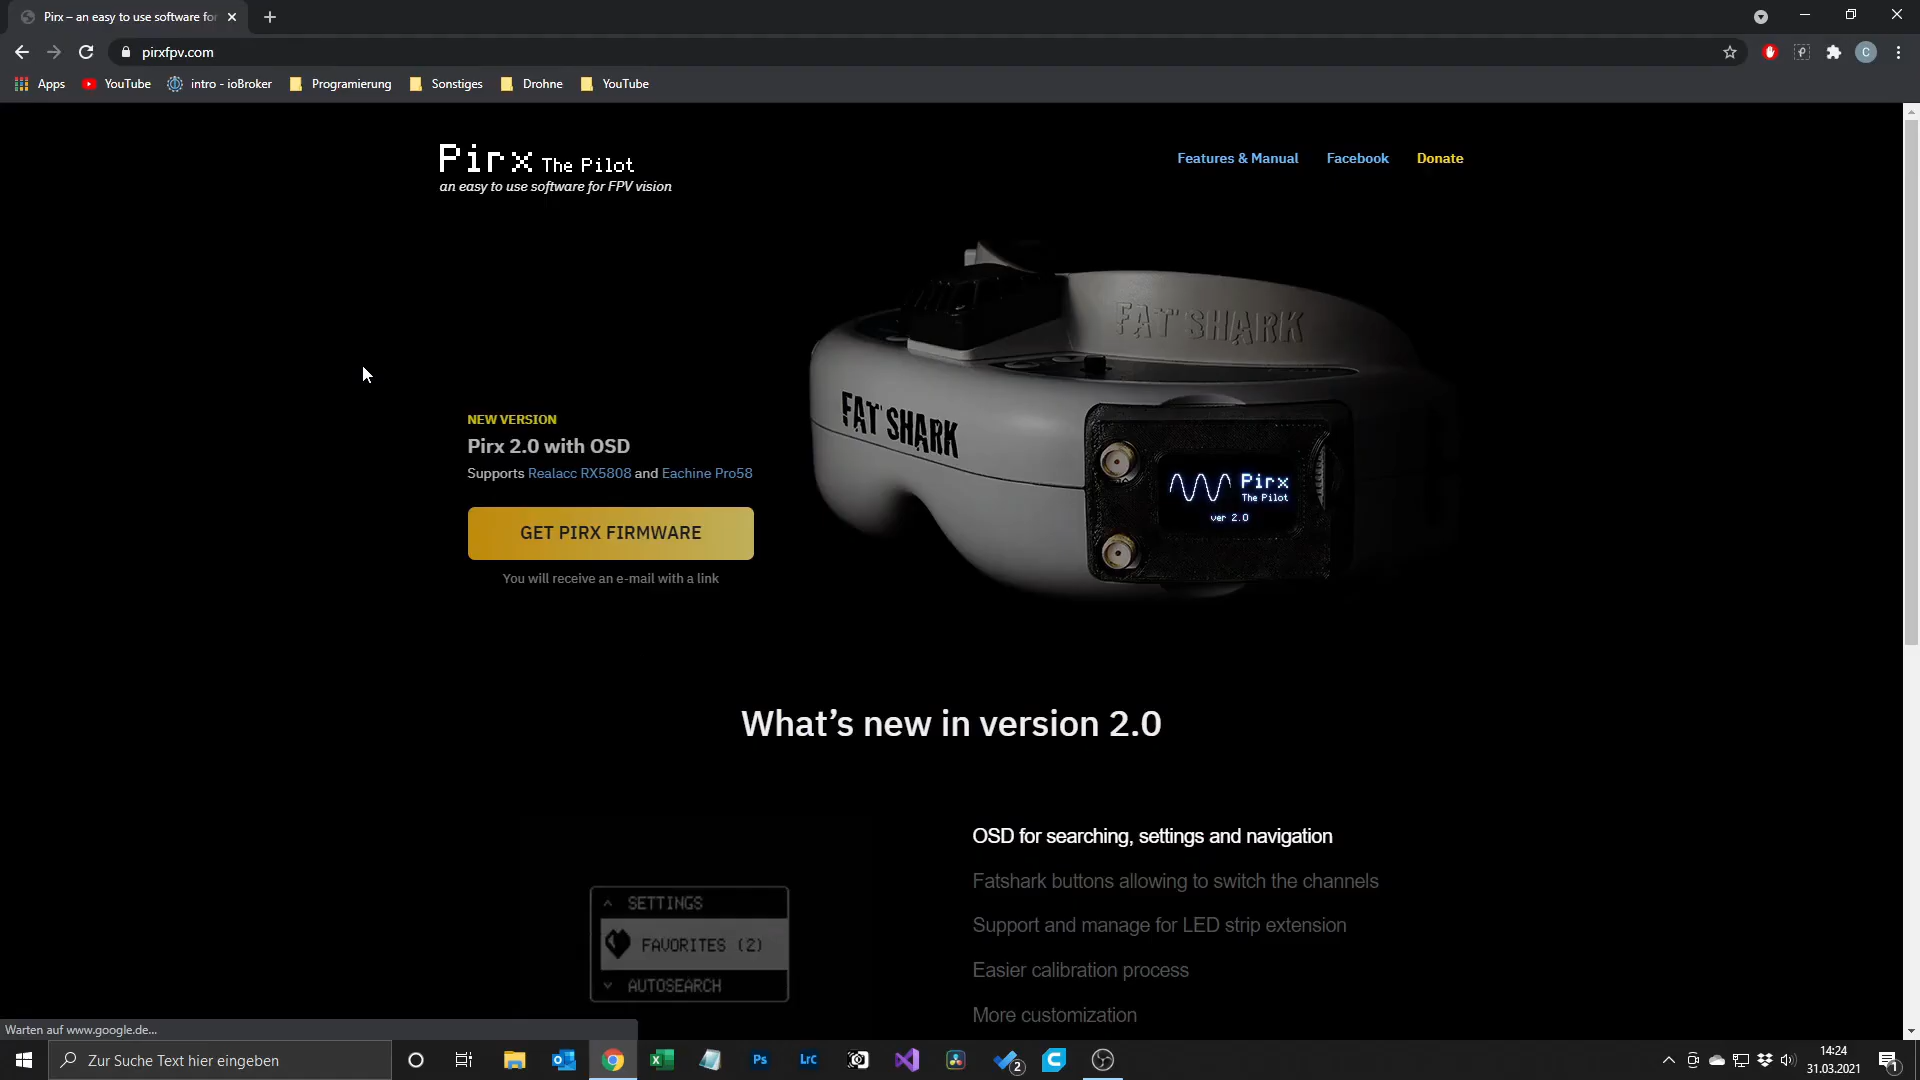 Pirx – an easy to use software for
pirxfpv.com
C
Apps YouTube intro - ioBroker Programierung Sonstiges Drohne YouTube
Pirx The Pilot
an easy to use software for FPV vision
Features & Manual Facebook Donate
FAT SHARK
FAT SHARK
Pirx
The Pilot
ver 2.0
NEW VERSION
Pirx 2.0 with OSD
Supports Realacc RX5808 and Eachine Pro58
GET PIRX FIRMWARE
You will receive an e-mail with a link
What's new in version 2.0
SETTINGS
FAVORITES (2)
AUTOSEARCH
OSD for searching, settings and navigation
Fatshark buttons allowing to switch the channels
Support and manage for LED strip extension
Easier calibration process
More customization
Warten auf www.google.de...
Zur Suche Text hier eingeben
Ps
Lrc
2
14:24
31.03.2021
1